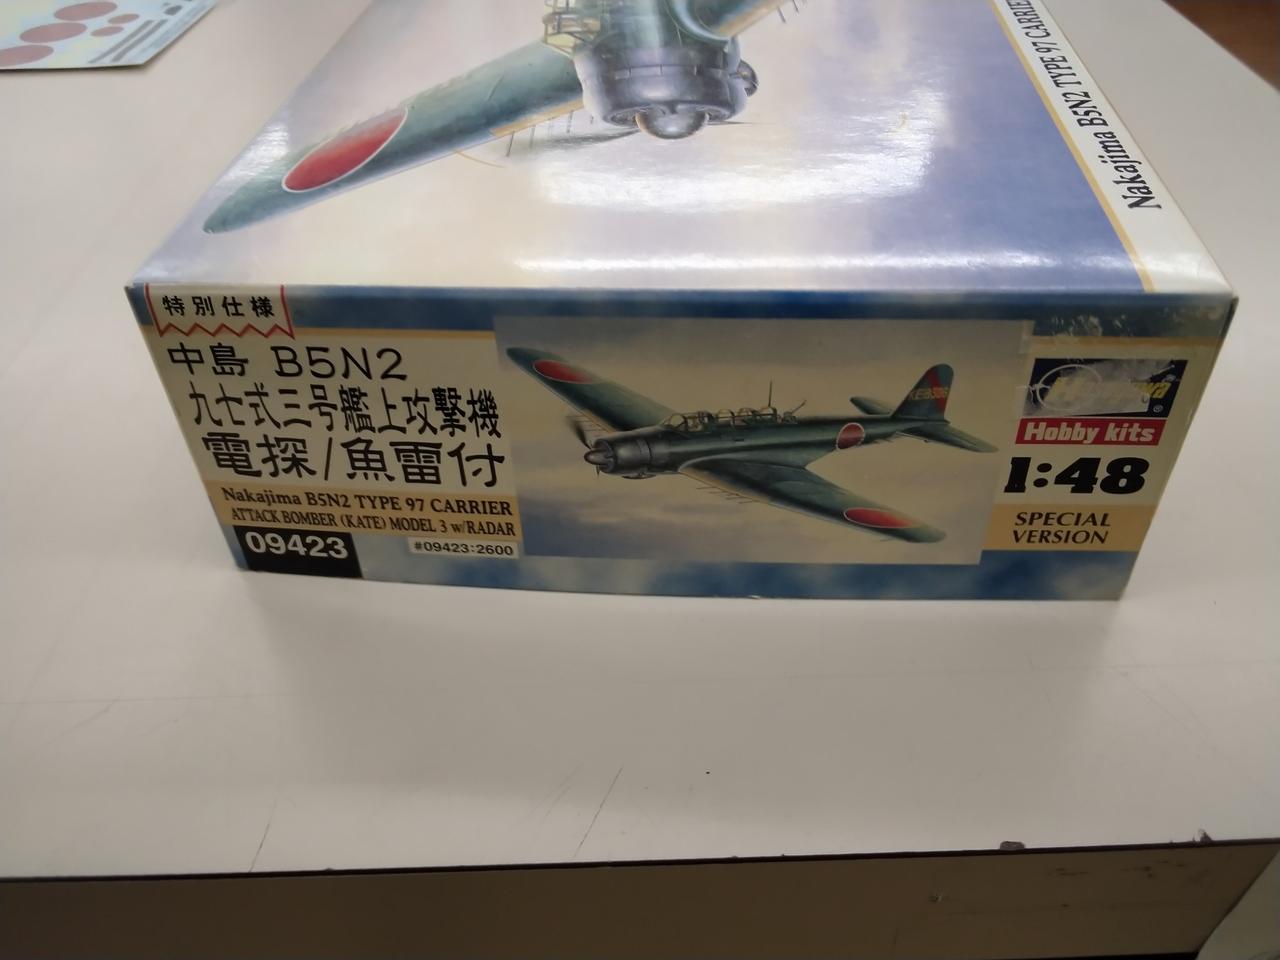 Nakajima B5N2 TYPE 97 CARRIER
特別仕様
中島 B5N2
九七式三号艦上攻撃機
電探/魚雷付
Nakajima B5N2 TYPE 97 CARRIER
ATTACK BOMBER (KATE) MODEL 3 w/RADAR
09423
#09423:2600
Hasegawa®
Hobby kits
1:48
SPECIAL
VERSION